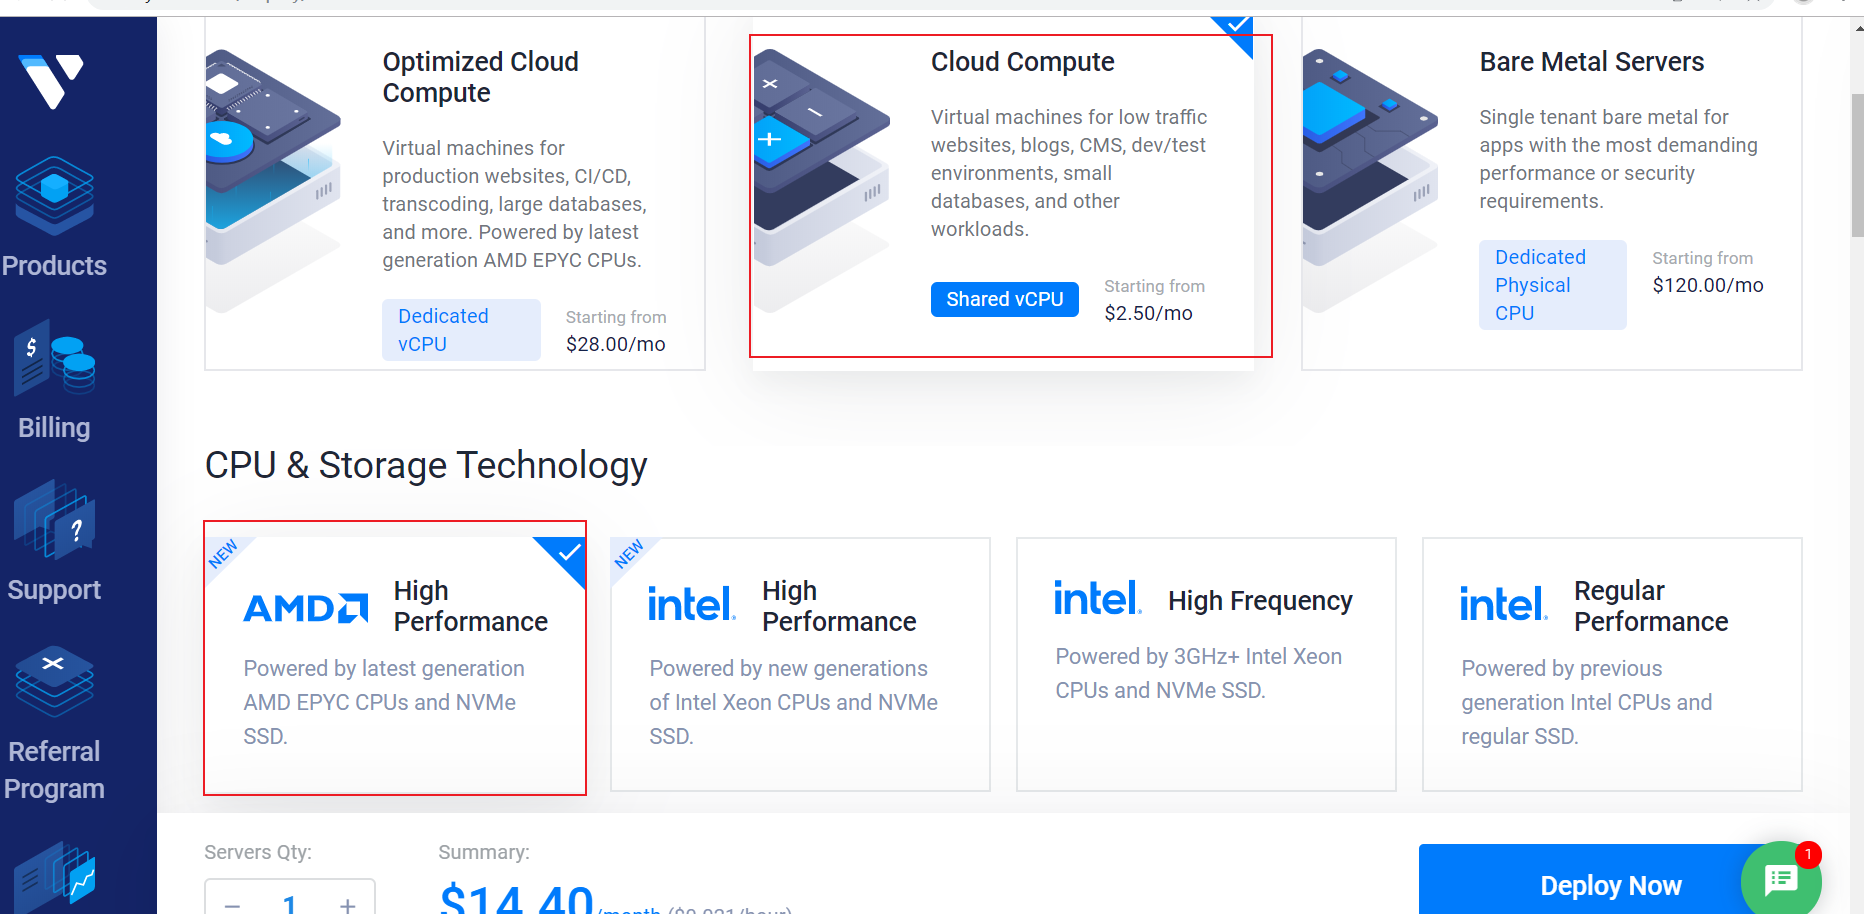 Products
Billing
Support
Referral
Program
Optimized Cloud
Compute
Virtual machines for
production websites, CI/CD,
transcoding, large databases,
and more. Powered by latest
generation AMD EPYC CPUs.
Dedicated
vCPU
Starting from
$28.00/mo
Cloud Compute
Virtual machines for low traffic
websites, blogs, CMS, dev/test
environments, small
databases, and other
workloads.
Shared vCPU
Starting from
$2.50/mo
Bare Metal Servers
Single tenant bare metal for
apps with the most demanding
performance or security
requirements.
Dedicated
Physical
CPU
Starting from
$120.00/mo
CPU & Storage Technology
NEW
AMD
High
Performance
Powered by latest generation
AMD EPYC CPUs and NVMe
SSD.
NEW
intel.
High
Performance
Powered by new generations
of Intel Xeon CPUs and NVMe
SSD.
intel.
High Frequency
Powered by 3GHz+ Intel Xeon
CPUs and NVMe SSD.
intel.
Regular
Performance
Powered by previous
generation Intel CPUs and
regular SSD.
Servers Qty:
− 1 +
Summary:
$14.40/month ($0.021/hour)
Deploy Now
1